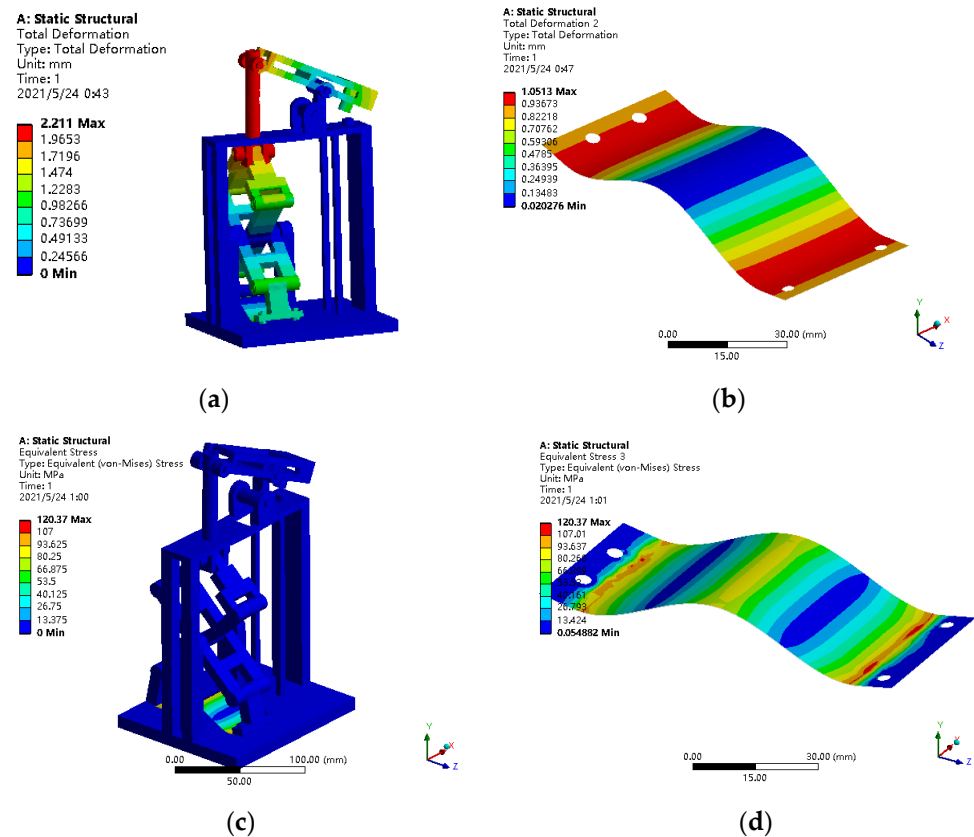 A: Static Structural
Total Deformation
Type: Total Deformation
Unit: mm
Time: 1
2021/5/24 0:43
2.211 Max
1.9653
1.7196
1.474
1.2283
0.98266
0.73699
0.49133
0.24566
0 Min
(a)
A: Static Structural
Total Deformation 2
Type: Total Deformation
Unit: mm
Time: 1
2021/5/24 0:47
1.0513 Max
0.93673
0.82218
0.70762
0.59306
0.4785
0.36395
0.24939
0.13483
0.020276 Min
0.00 30.00 (mm)
15.00
Y
X
Z
(b)
A: Static Structural
Equivalent Stress
Type: Equivalent (von-Mises) Stress
Unit: MPa
Time: 1
2021/5/24 1:00
120.37 Max
107
93.625
80.25
66.875
53.5
40.125
26.75
13.375
0 Min
0.00 100.00 (mm)
50.00
Y
X
Z
(c)
A: Static Structural
Equivalent Stress 3
Type: Equivalent (von-Mises) Stress
Unit: MPa
Time: 1
2021/5/24 1:01
120.37 Max
107.01
93.637
13.424
0.054882 Min
0.00 30.00 (mm)
15.00
Y
X
Z
(d)